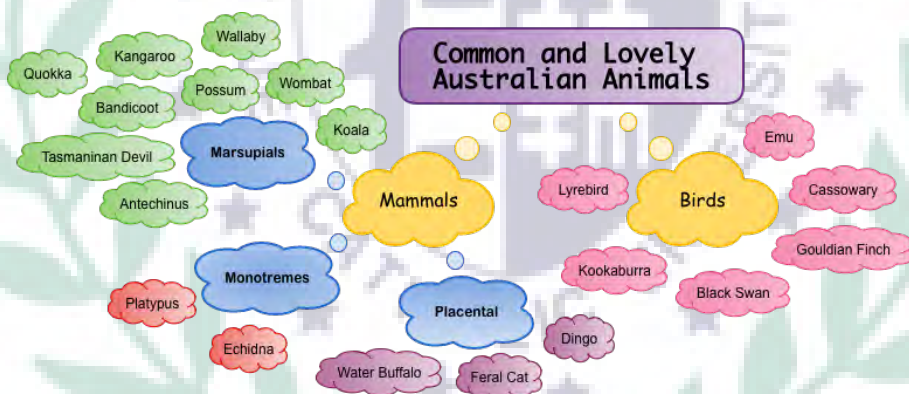 Common and Lovely
Australian Animals
Wallaby
Kangaroo
Quokka
Possum
Wombat
Bandicoot
Koala
Tasmaninan Devil
Marsupials
Antechinus
Mammals
Monotremes
Platypus
Echidna
Placental
Dingo
Water Buffalo
Feral Cat
Birds
Emu
Lyrebird
Cassowary
Gouldian Finch
Kookaburra
Black Swan